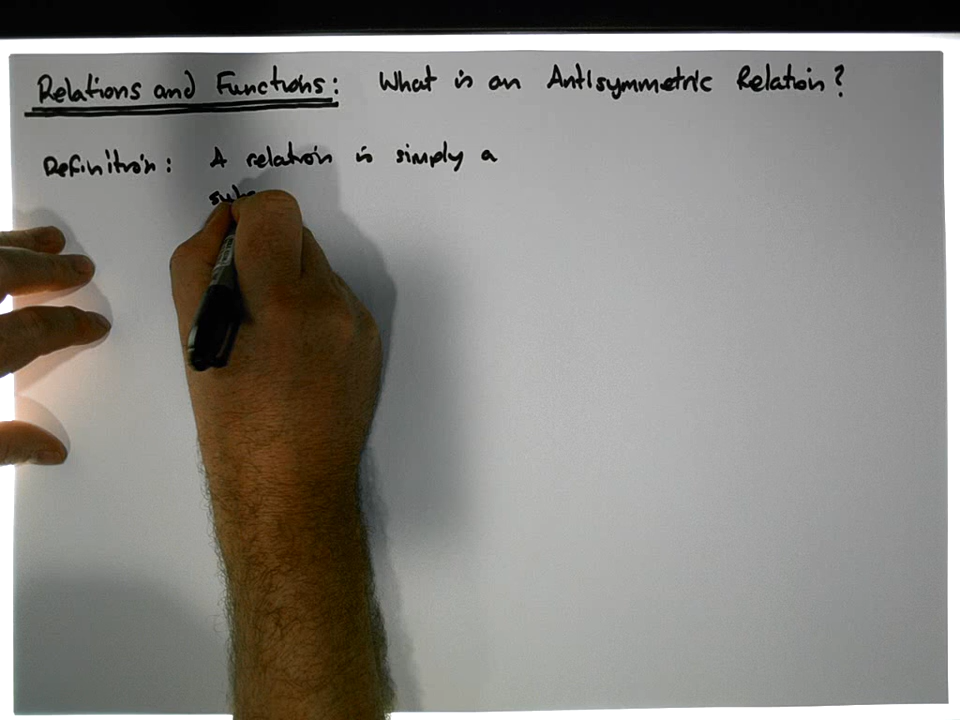 Relations and Functions: What is an Antisymmetric Relation?
Definition: A relation is simply a